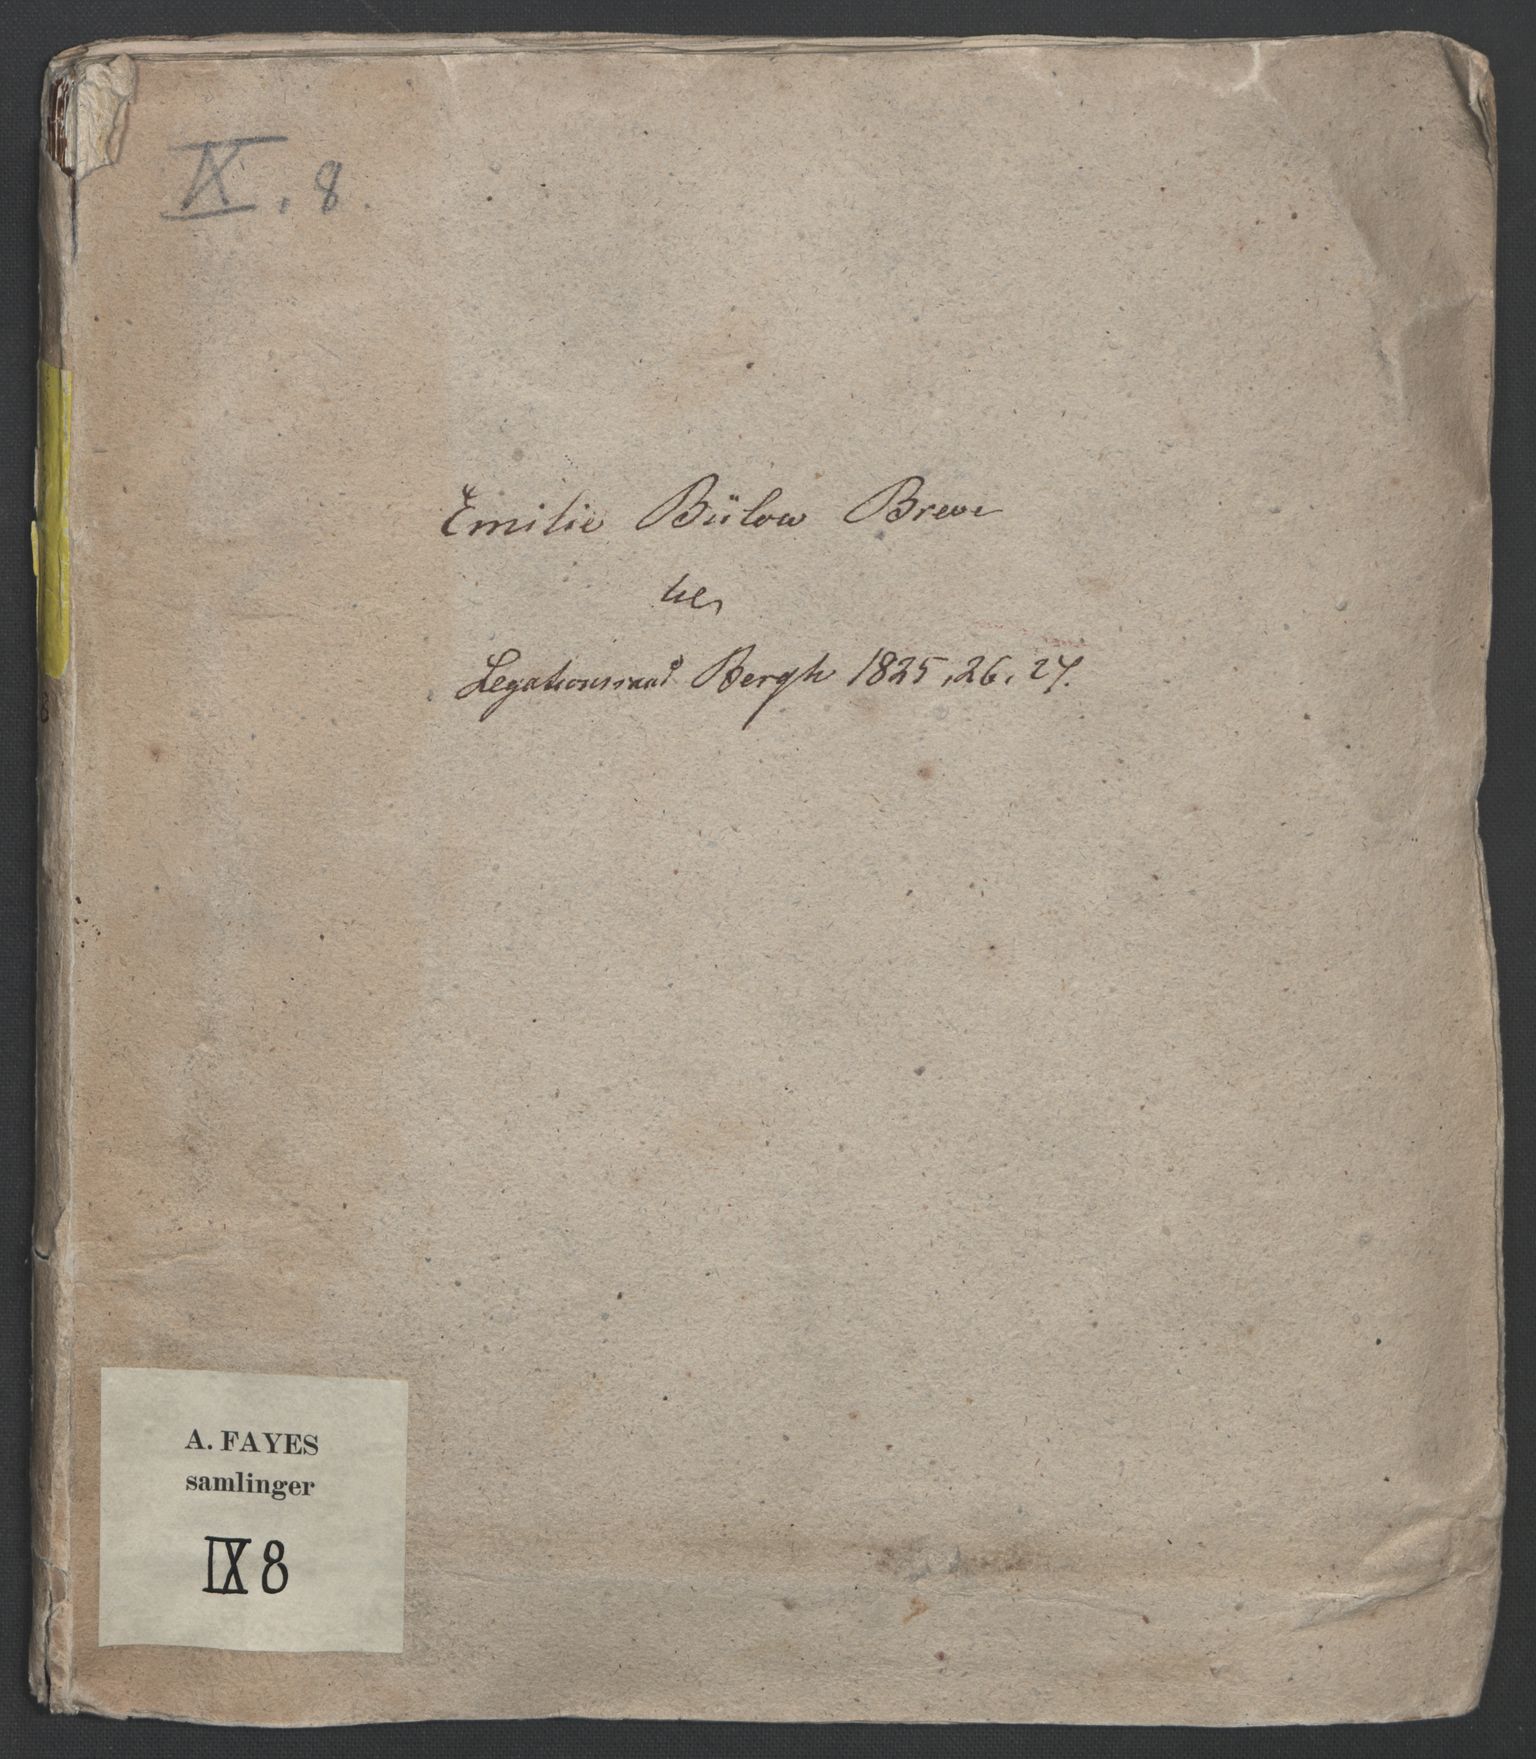 IX. 8.
Emilie Bülow Breve
til
Legationsraad Bergh 1825, 26. 27.
A. FAYES
samlinger
IX 8